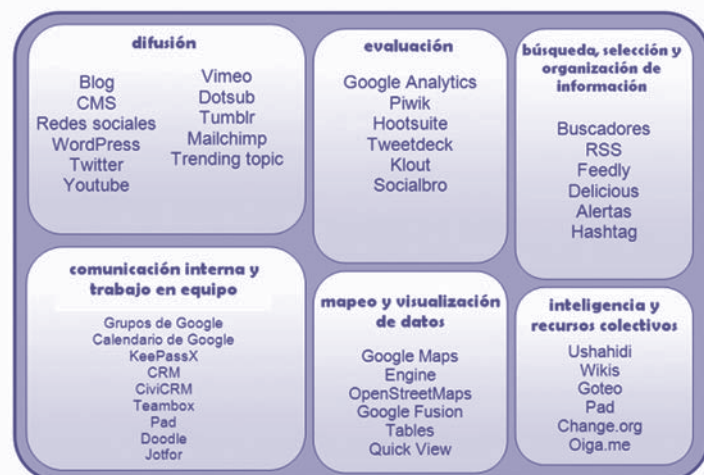 difusión
Blog
CMS
Redes sociales
WordPress
Twitter
Youtube
Vimeo
Dotsub
Tumblr
Mailchimp
Trending topic
evaluación
Google Analytics
Piwik
Hootsuite
Tweetdeck
Klout
Socialbro
búsqueda, selección y
organización de
información
Buscadores
RSS
Feedly
Delicious
Alertas
Hashtag
comunicación interna y
trabajo en equipo
Grupos de Google
Calendario de Google
KeePassX
CRM
CiviCRM
Teambox
Pad
Doodle
Jotfor
mapeo y visualización
de datos
Google Maps
Engine
OpenStreetMaps
Google Fusion
Tables
Quick View
inteligencia y
recursos colectivos
Ushahidi
Wikis
Goteo
Pad
Change.org
Oiga.me